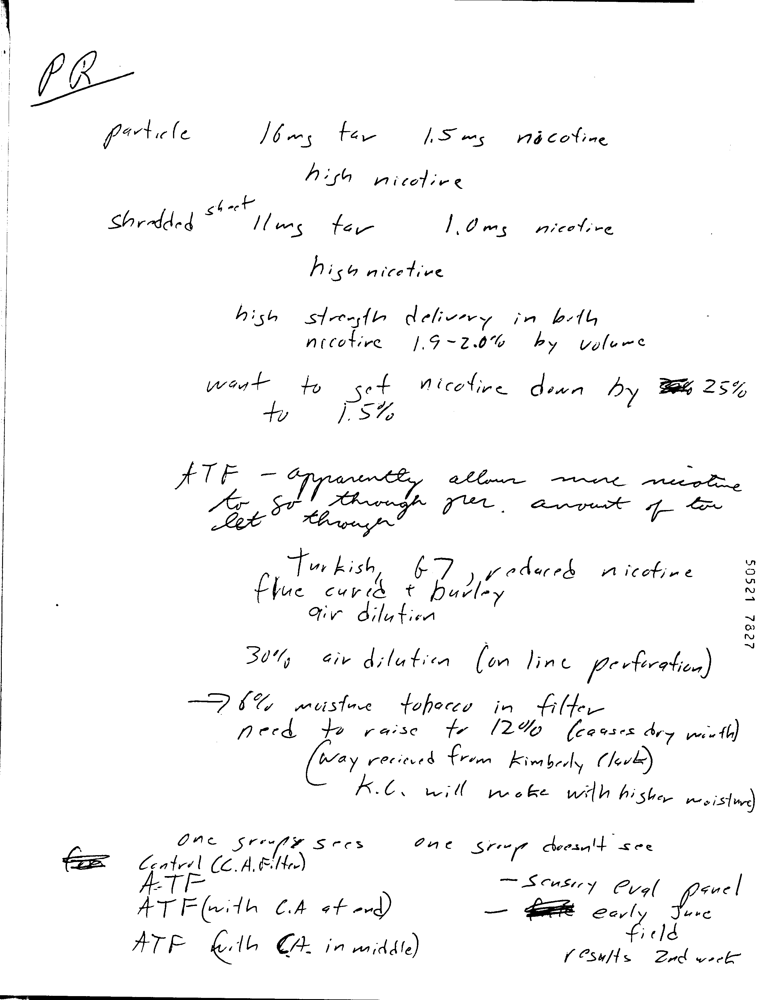 PR
particle 16mg tar 1.5mg nicotine
high nicotine
shredded sheet 11mg tar 1.0mg nicotine
high nicotine
high strength delivery in both
nicotine 1.9-2.0% by volume
want to get nicotine down by 25%
to 1.5%
ATF - apparently allows more nicotine
to go through per. amount of tar
let through
Turkish, G7, reduced nicotine
flue cured + burley
air dilution
30% air dilution (on line perforation)
→ 6% moisture tobacco in filter
need to raise to 12% (causes dry mouth)
(way recieved from Kimberly Clark)
K.C. will make with higher moisture)
one groups sees one group doesn't see
Control (C.A. Filter)
ATF - Sensory eval panel
ATF (with C.A at end) - early June
field
ATF (with CA. in middle) results 2nd week
50521 7827